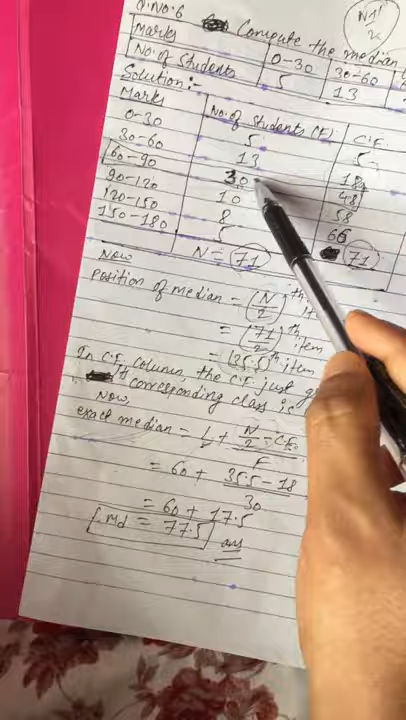 Q.No:6 Compute the median
Marks 0-30 30-60
No. of Students 5 13
Solution:-
Marks No. of Students (F) C.F.
0-30 5 5
30-60 13 18
60-90 30 48
90-120 10 58
120-150 8 66
150-180 5 71
N = 71
Now
position of median = (N/2)th
= (71/2)th item
= (35.5)th item
In C.F. column, the C.F. just
corresponding class is
Now,
exact median = L + N/2 - C.F. / F
= 60 + 35.5 - 18 / 30
= 60 + 17.5
Md = 77.5 ans